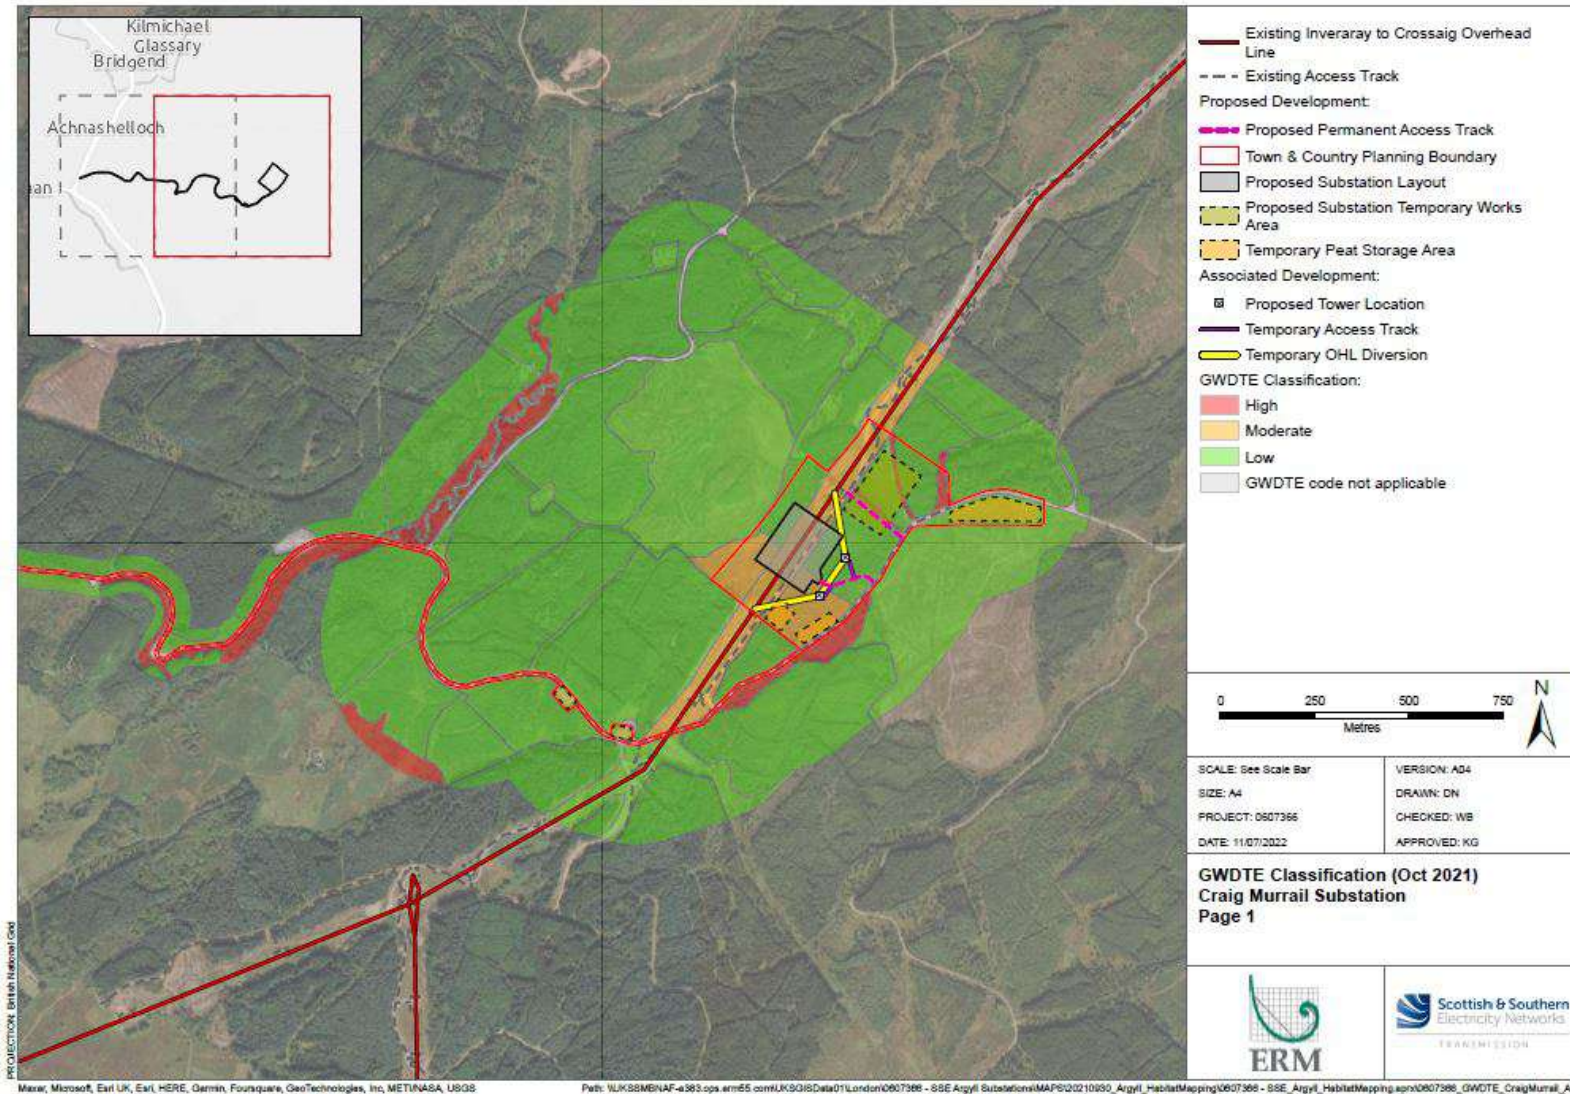 Kilmichael
Glassary
Bridgend
Achnashelloch
an
Existing Inveraray to Crossaig Overhead
Line
Existing Access Track
Proposed Development:
Proposed Permanent Access Track
Town & Country Planning Boundary
Proposed Substation Layout
Proposed Substation Temporary Works
Area
Temporary Peat Storage Area
Associated Development:
Proposed Tower Location
Temporary Access Track
Temporary OHL Diversion
GWDTE Classification:
High
Moderate
Low
GWDTE code not applicable
0 250 500 750
Metres
N
SCALE: See Scale Bar
VERSION: A04
SIZE: A4
DRAWN: DN
PROJECT: 0607366
CHECKED: WB
DATE: 11/07/2022
APPROVED: KG
GWDTE Classification (Oct 2021)
Craig Murrail Substation
Page 1
ERM
Scottish & Southern
Electricity Networks
TRANSMISSION
PROJECTION: British National Grid
Maxar, Microsoft, Esri UK, Esri, HERE, Garmin, Foursquare, GeoTechnologies, Inc, METI/NASA, USGS